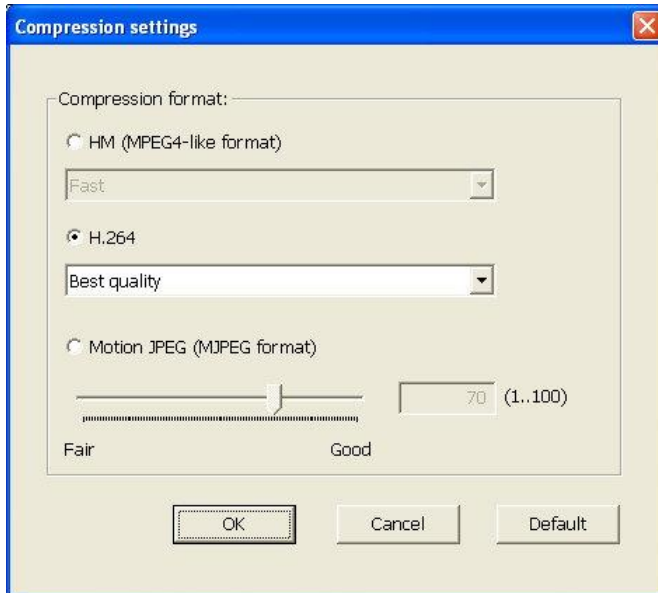 Compression settings
Compression format:
HM (MPEG4-like format)
Fast
H.264
Best quality
Motion JPEG (MJPEG format)
70 (1..100)
Fair Good
OK Cancel Default